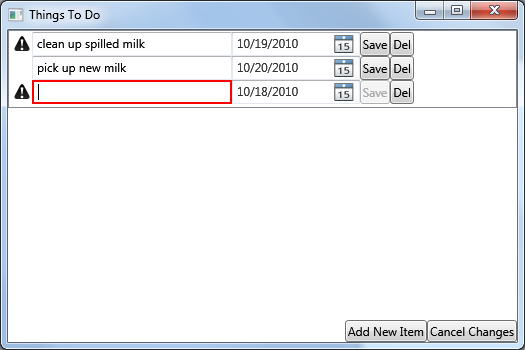 Things To Do
clean up spilled milk 10/19/2010 15 Save Del
pick up new milk 10/20/2010 15 Save Del
10/18/2010 15 Save Del
Add New Item Cancel Changes